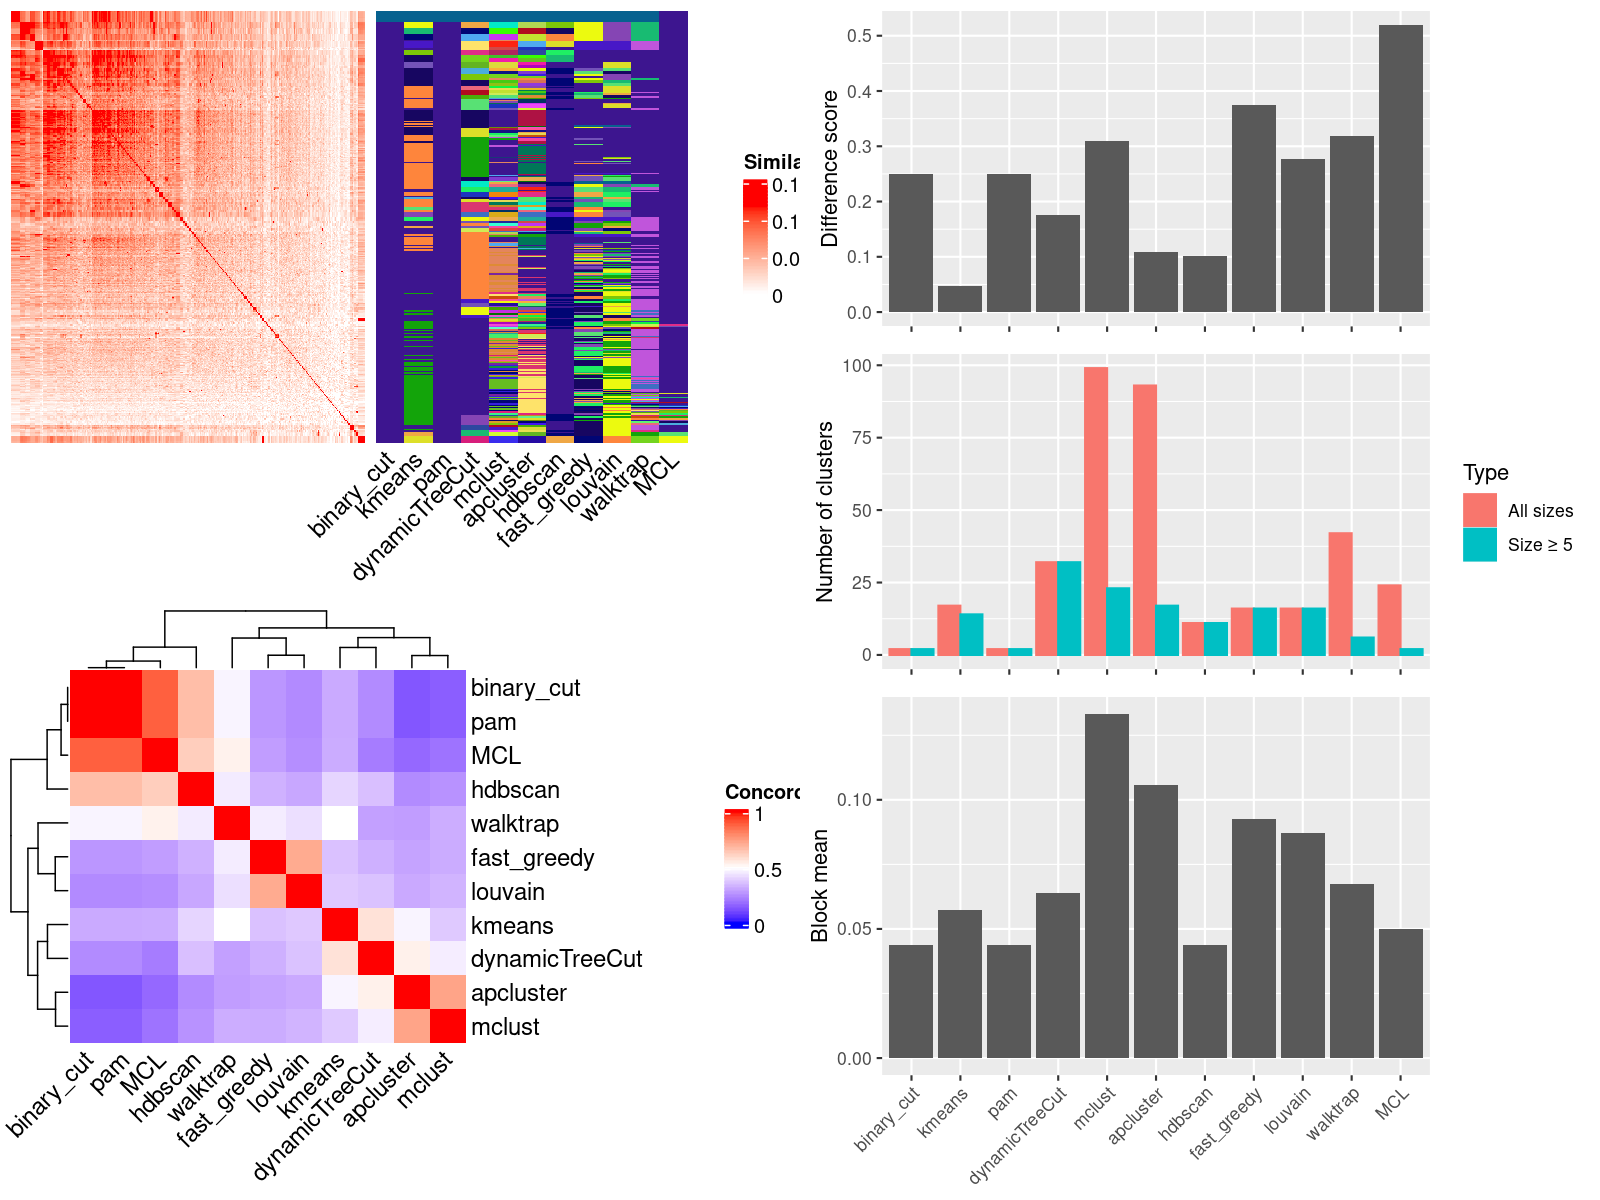 Simila
0.1
0.1
0.0
0
binary_cut
kmeans
pam
dynamicTreeCut
mclust
apcluster
hdbscan
fast_greedy
louvain
walktrap
MCL
binary_cut
pam
MCL
hdbscan
walktrap
fast_greedy
louvain
kmeans
dynamicTreeCut
apcluster
mclust
binary_cut
pam
MCL
hdbscan
walktrap
fast_greedy
louvain
kmeans
dynamicTreeCut
apcluster
mclust
Concord
1
0.5
0
Difference score
0.5
0.4
0.3
0.2
0.1
0.0
Number of clusters
100
75
50
25
0
Type
All sizes
Size ≥ 5
Block mean
0.10
0.05
0.00
binary_cut
kmeans
pam
dynamicTreeCut
mclust
apcluster
hdbscan
fast_greedy
louvain
walktrap
MCL